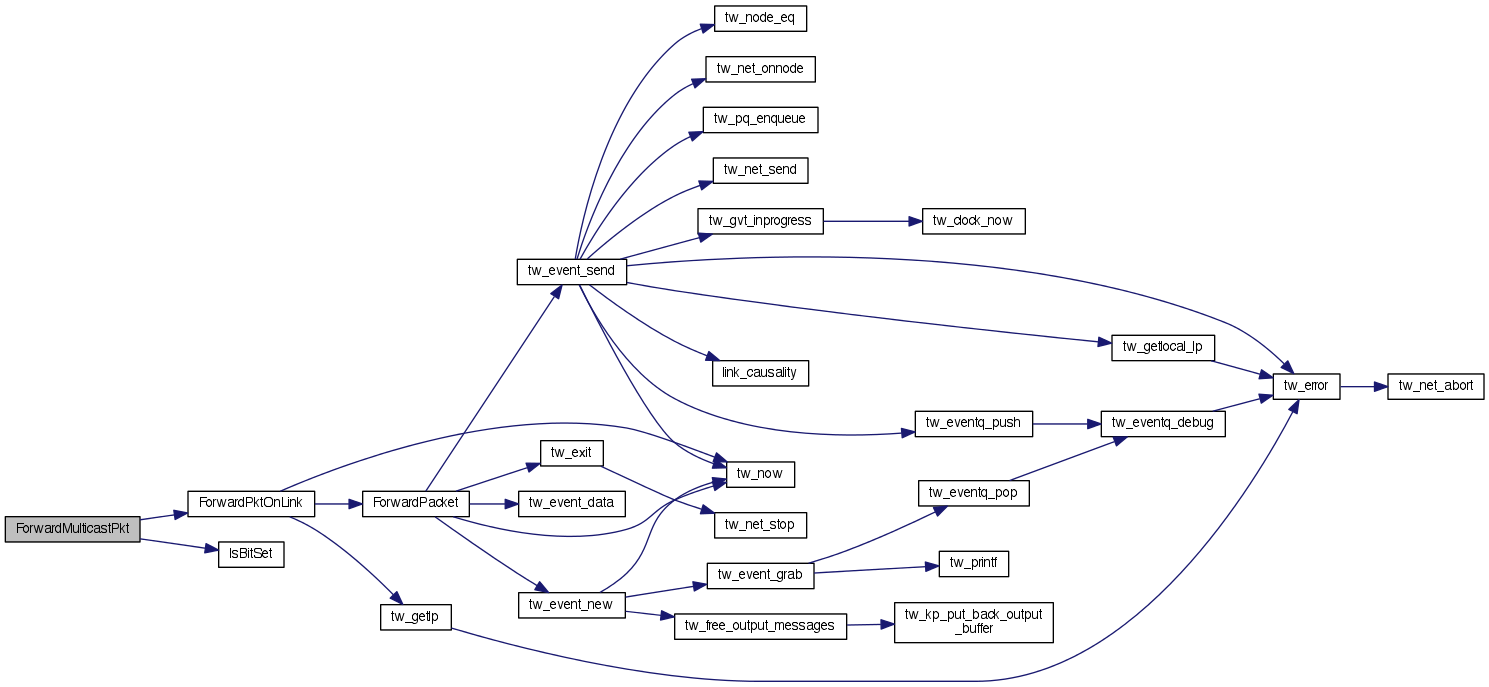 tw_node_eq
tw_net_onnode
tw_pq_enqueue
tw_net_send
tw_gvt_inprogress
tw_clock_now
tw_event_send
tw_getlocal_lp
link_causality
tw_error
tw_net_abort
tw_eventq_push
tw_eventq_debug
tw_exit
tw_now
ForwardPktOnLink
ForwardPacket
tw_event_data
tw_eventq_pop
ForwardMulticastPkt
tw_net_stop
IsBitSet
tw_printf
tw_event_grab
tw_event_new
tw_getlp
tw_free_output_messages
tw_kp_put_back_output
_buffer